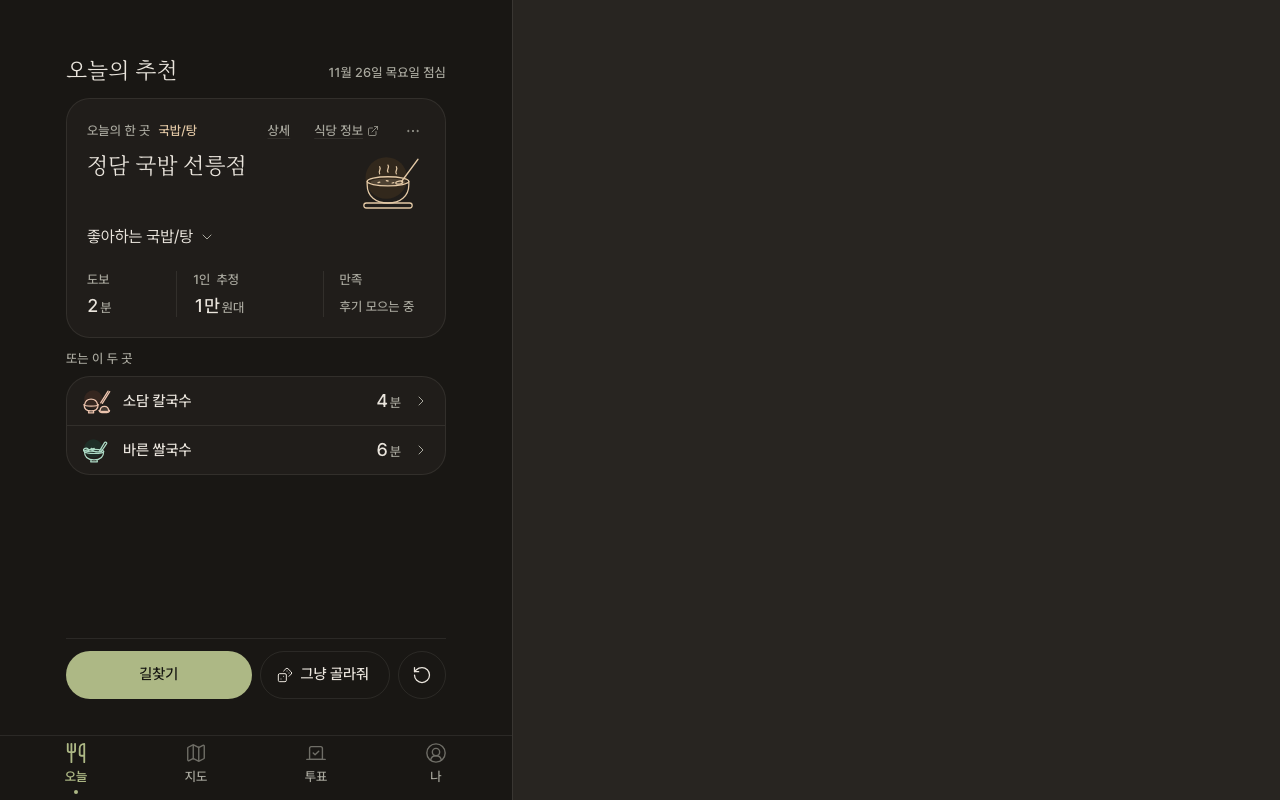 오늘의 추천
11월 26일 목요일 점심
오늘의 한 곳 국밥/탕
상세
식당 정보
정담 국밥 선릉점
좋아하는 국밥/탕
도보
2분
1인 추정
1만원대
만족
후기 모으는 중
또는 이 두 곳
소담 칼국수
4분
바른 쌀국수
6분
길찾기
그냥 골라줘
오늘
지도
투표
나